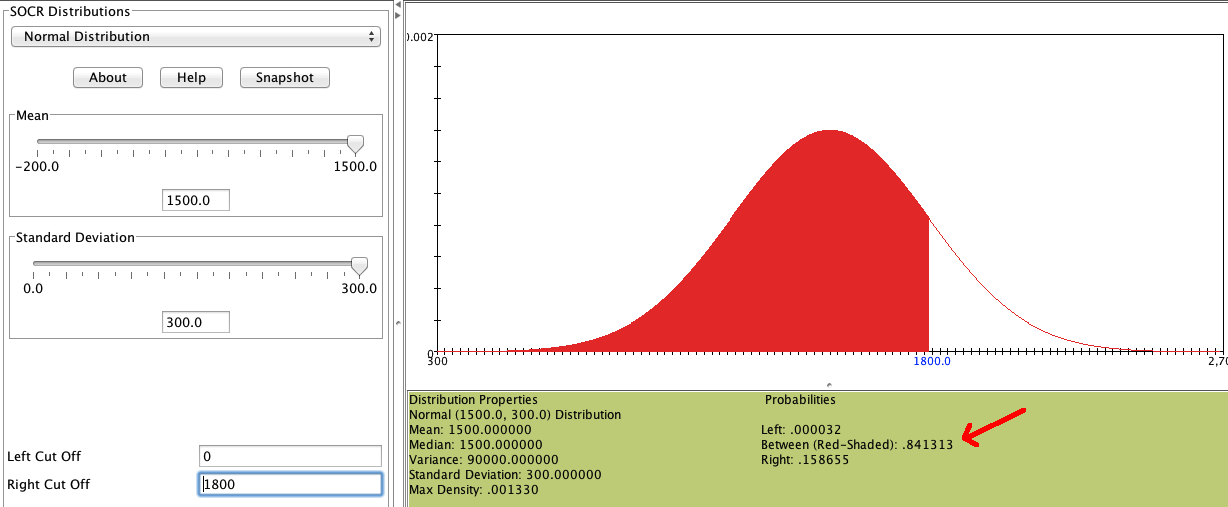 SOCR Distributions
Normal Distribution
About Help Snapshot
Mean
-200.0 1500.0
1500.0
Standard Deviation
0.0 300.0
300.0
Left Cut Off 0
Right Cut Off 1800
0.002
0
300 1800.0 2,70
Distribution Properties
Normal (1500.0, 300.0) Distribution
Mean: 1500.000000
Median: 1500.000000
Variance: 90000.000000
Standard Deviation: 300.000000
Max Density: .001330
Probabilities
Left: .000032
Between (Red-Shaded): .841313
Right: .158655